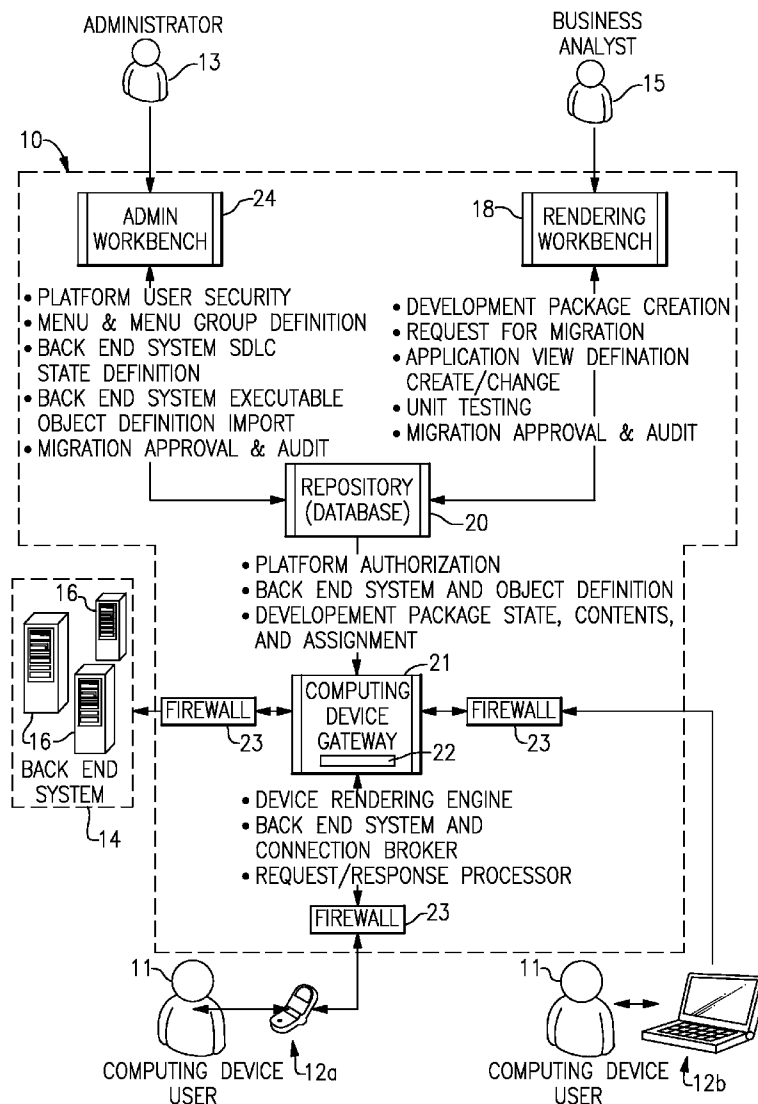 ADMINISTRATOR
13
BUSINESS
ANALYST
15
10
ADMIN
WORKBENCH
24
18
RENDERING
WORKBENCH
• PLATFORM USER SECURITY
• MENU & MENU GROUP DEFINITION
• BACK END SYSTEM SDLC
STATE DEFINITION
• BACK END SYSTEM EXECUTABLE
OBJECT DEFINITION IMPORT
• MIGRATION APPROVAL & AUDIT
• DEVELOPMENT PACKAGE CREATION
• REQUEST FOR MIGRATION
• APPLICATION VIEW DEFINATION
CREATE/CHANGE
• UNIT TESTING
• MIGRATION APPROVAL & AUDIT
REPOSITORY
(DATABASE)
20
• PLATFORM AUTHORIZATION
• BACK END SYSTEM AND OBJECT DEFINITION
• DEVELOPEMENT PACKAGE STATE, CONTENTS,
AND ASSIGNMENT
16
16
BACK END
SYSTEM
14
FIREWALL
23
21
COMPUTING
DEVICE
GATEWAY
22
FIREWALL
23
• DEVICE RENDERING ENGINE
• BACK END SYSTEM AND
CONNECTION BROKER
• REQUEST/RESPONSE PROCESSOR
FIREWALL
23
11
COMPUTING DEVICE
USER
12a
11
COMPUTING DEVICE
USER
12b